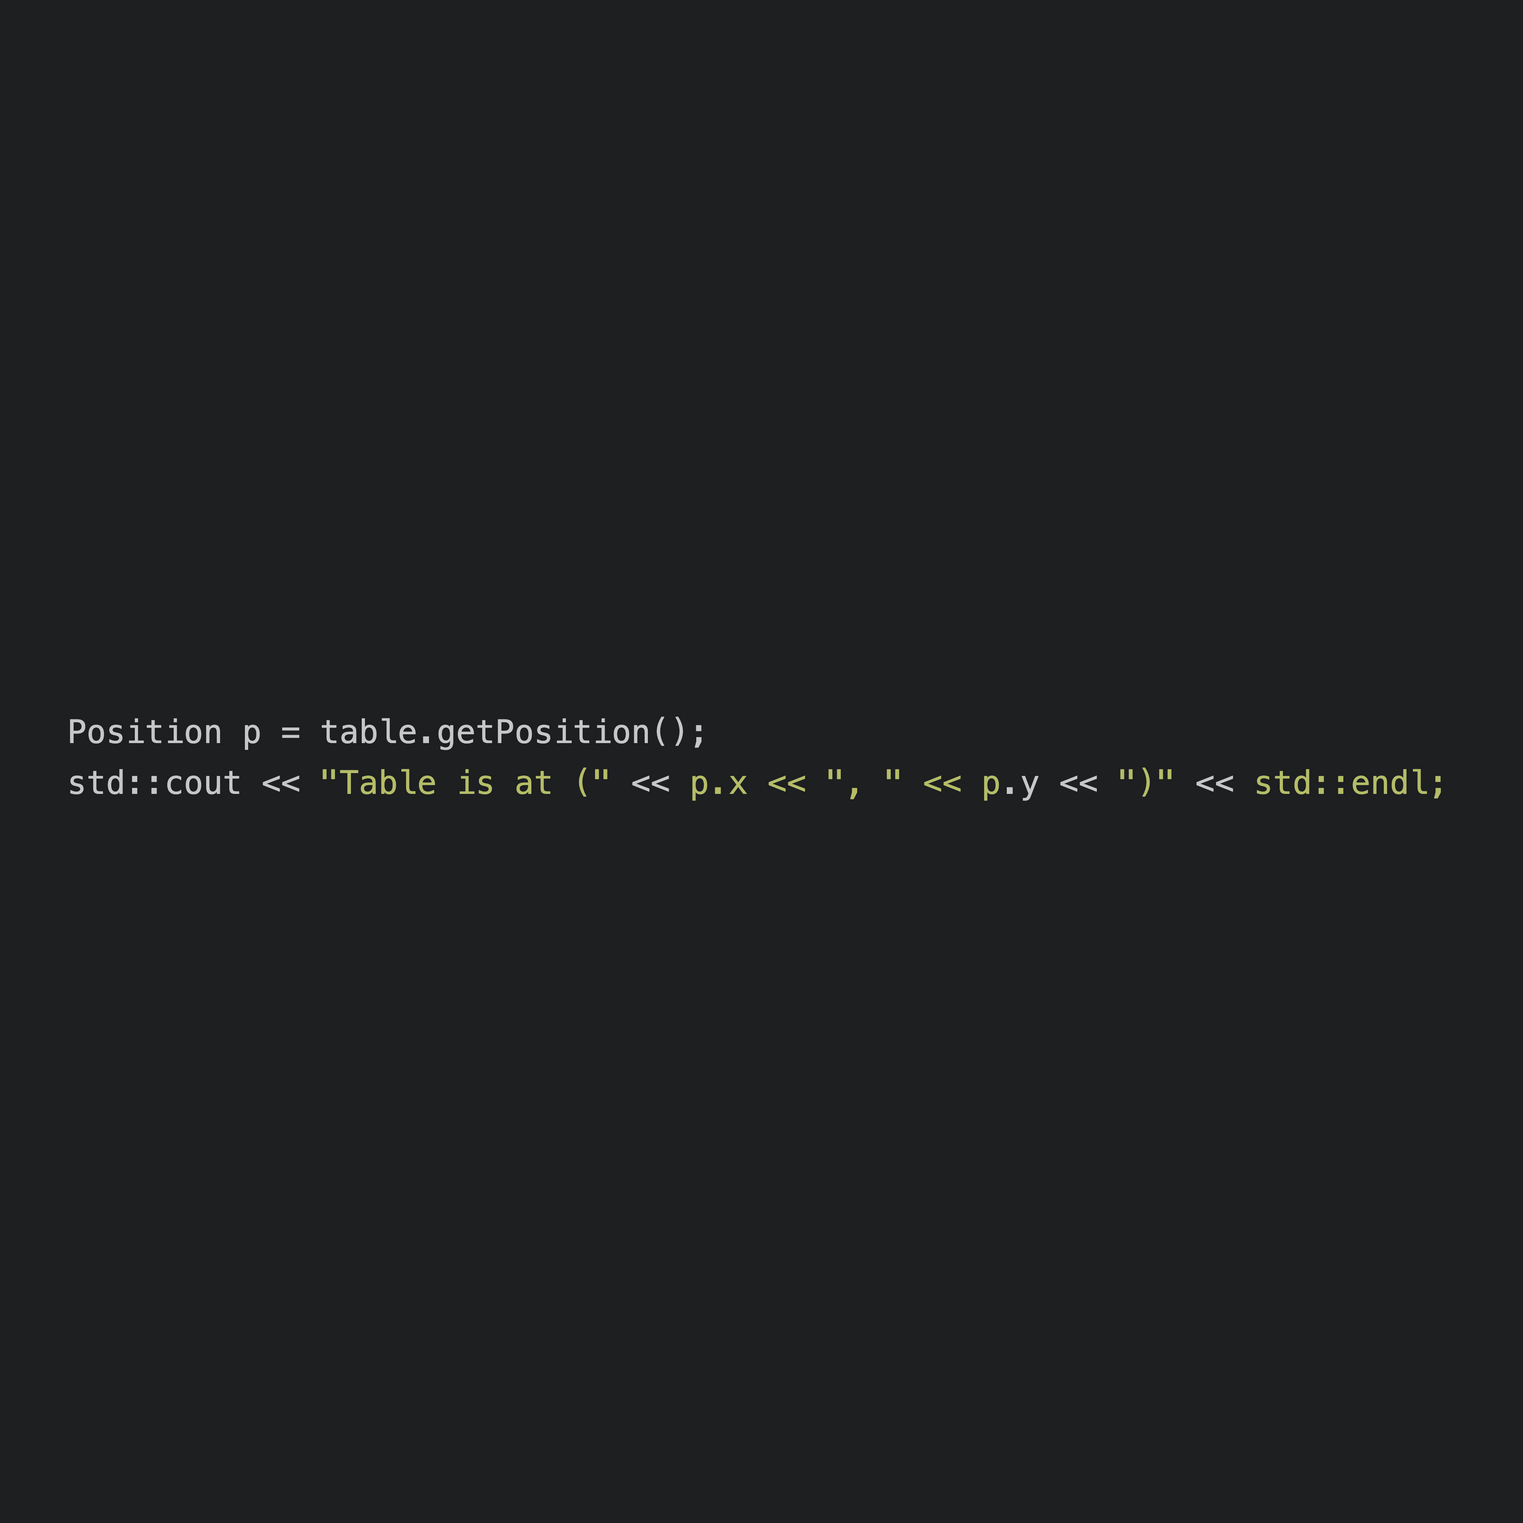 Position p = table.getPosition();
std::cout << "Table is at (" << p.x << ", " << p.y << ")" << std::endl;